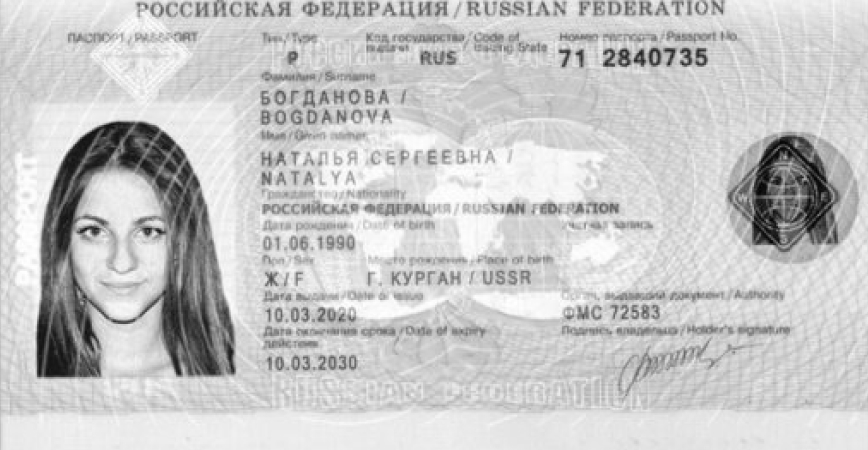 РОССИЙСКАЯ ФЕДЕРАЦИЯ / RUSSIAN FEDERATION
ПАСПОРТ / PASSPORT
Тип / Type
Код государства / Code of
выдачи issuing State
Номер паспорта / Passport No.
P
RUS
71 2840735
Фамилия / Surname
БОГДАНОВА /
BOGDANOVA
Имя / Given names
НАТАЛЬЯ СЕРГЕЕВНА /
NATALYA
Гражданство / Nationality
РОССИЙСКАЯ ФЕДЕРАЦИЯ / RUSSIAN FEDERATION
Дата рождения / Date of birth
учетная запись
01.06.1990
Пол / Sex
Место рождения / Place of birth
Ж / F
Г. КУРГАН / USSR
Дата выдачи / Date of issue
Орган, выдавший документ / Authority
10.03.2020
ФМС 72583
Дата окончания срока / Date of expiry
действия
Подпись владельца / Holder's signature
10.03.2030
PASSPORT
RUSSIAN FEDERATION